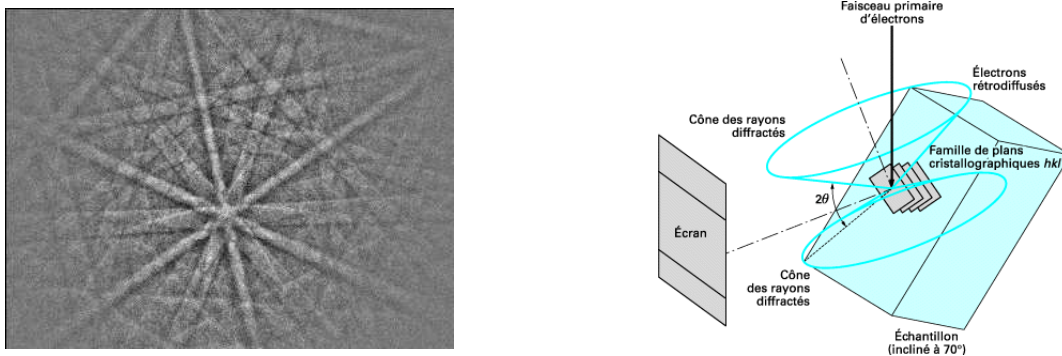 Faisceau primaire
d'électrons
Électrons
rétrodiffusés
Cône des rayons
diffractés
Famille de plans
cristallographiques hkl
2θ
Écran
Cône
des rayons
diffractés
Échantillon
(incliné à 70°)